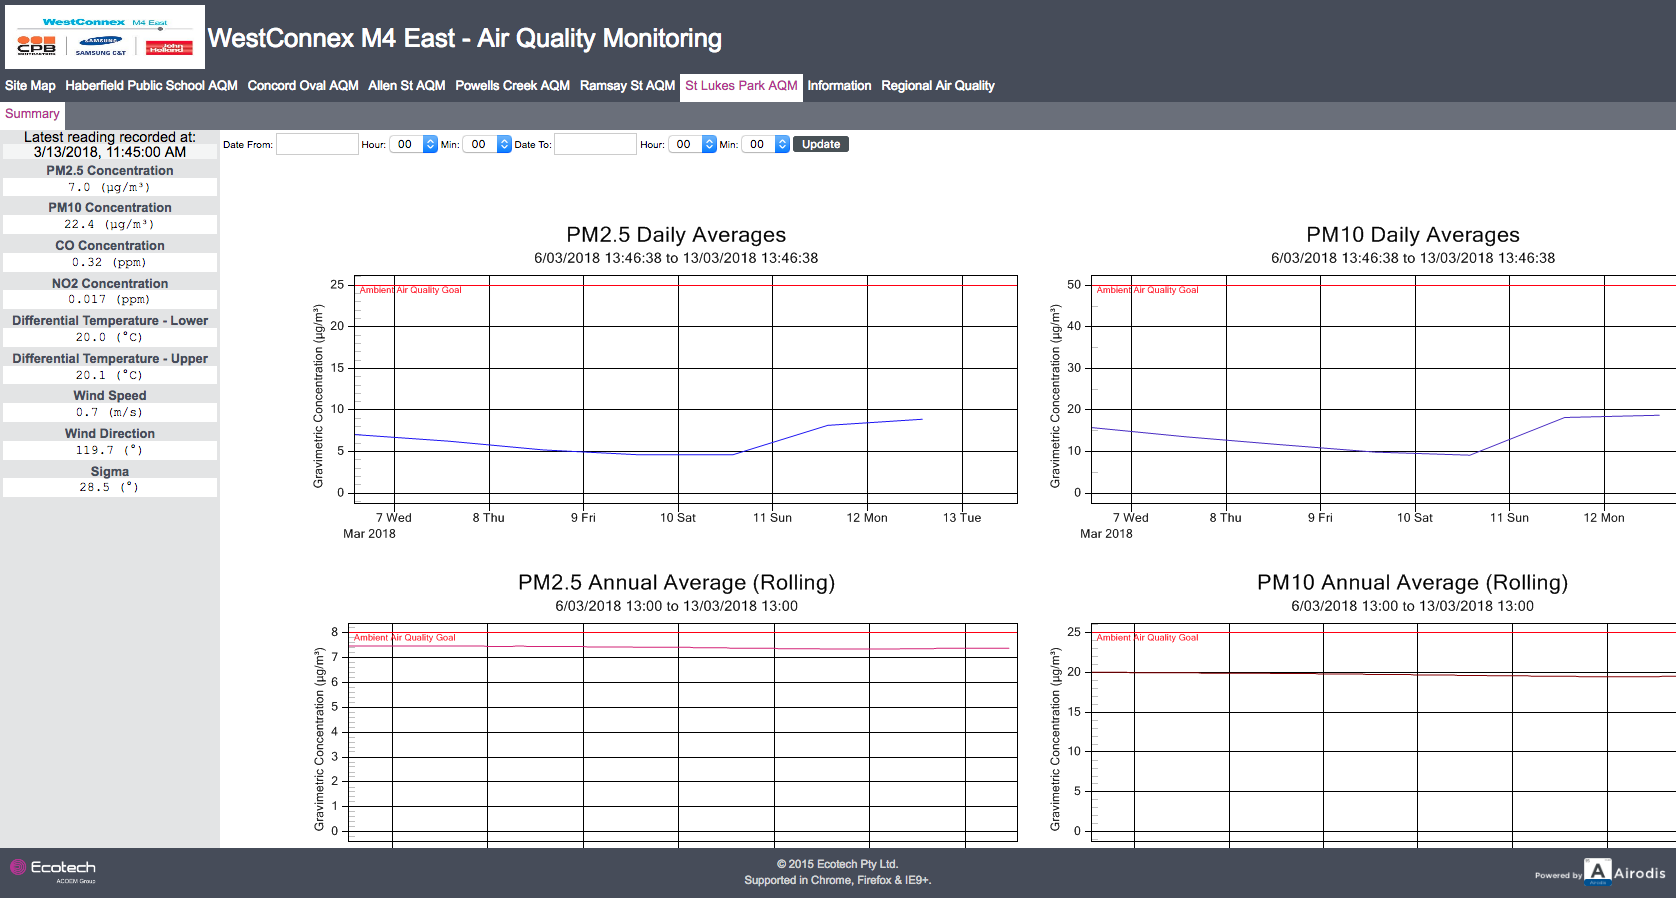 WestConnex M4 East
CPB
CONTRACTORS
SAMSUNG
SAMSUNG C&T
John
Holland
WestConnex M4 East - Air Quality Monitoring
Site Map Haberfield Public School AQM Concord Oval AQM Allen St AQM Powells Creek AQM Ramsay St AQM St Lukes Park AQM Information Regional Air Quality
Summary
Latest reading recorded at:
3/13/2018, 11:45:00 AM
PM2.5 Concentration
7.0 (µg/m³)
PM10 Concentration
22.4 (µg/m³)
CO Concentration
0.32 (ppm)
NO2 Concentration
0.017 (ppm)
Differential Temperature - Lower
20.0 (°C)
Differential Temperature - Upper
20.1 (°C)
Wind Speed
0.7 (m/s)
Wind Direction
119.7 (°)
Sigma
28.5 (°)
Date From: Hour: 00 Min: 00 Date To: Hour: 00 Min: 00 Update
PM2.5 Daily Averages
6/03/2018 13:46:38 to 13/03/2018 13:46:38
Gravimetric Concentration (µg/m³)
25
20
15
10
5
0
Ambient Air Quality Goal
7 Wed 8 Thu 9 Fri 10 Sat 11 Sun 12 Mon 13 Tue
Mar 2018
PM10 Daily Averages
6/03/2018 13:46:38 to 13/03/2018 13:46:38
Gravimetric Concentration (µg/m³)
50
40
30
20
10
0
Ambient Air Quality Goal
7 Wed 8 Thu 9 Fri 10 Sat 11 Sun 12 Mon
Mar 2018
PM2.5 Annual Average (Rolling)
6/03/2018 13:00 to 13/03/2018 13:00
Gravimetric Concentration (µg/m³)
8
7
6
5
4
3
2
1
0
Ambient Air Quality Goal
PM10 Annual Average (Rolling)
6/03/2018 13:00 to 13/03/2018 13:00
Gravimetric Concentration (µg/m³)
25
20
15
10
5
0
Ambient Air Quality Goal
Ecotech
ACOEM Group
© 2015 Ecotech Pty Ltd.
Supported in Chrome, Firefox & IE9+.
Powered by A Airodis
Airodis